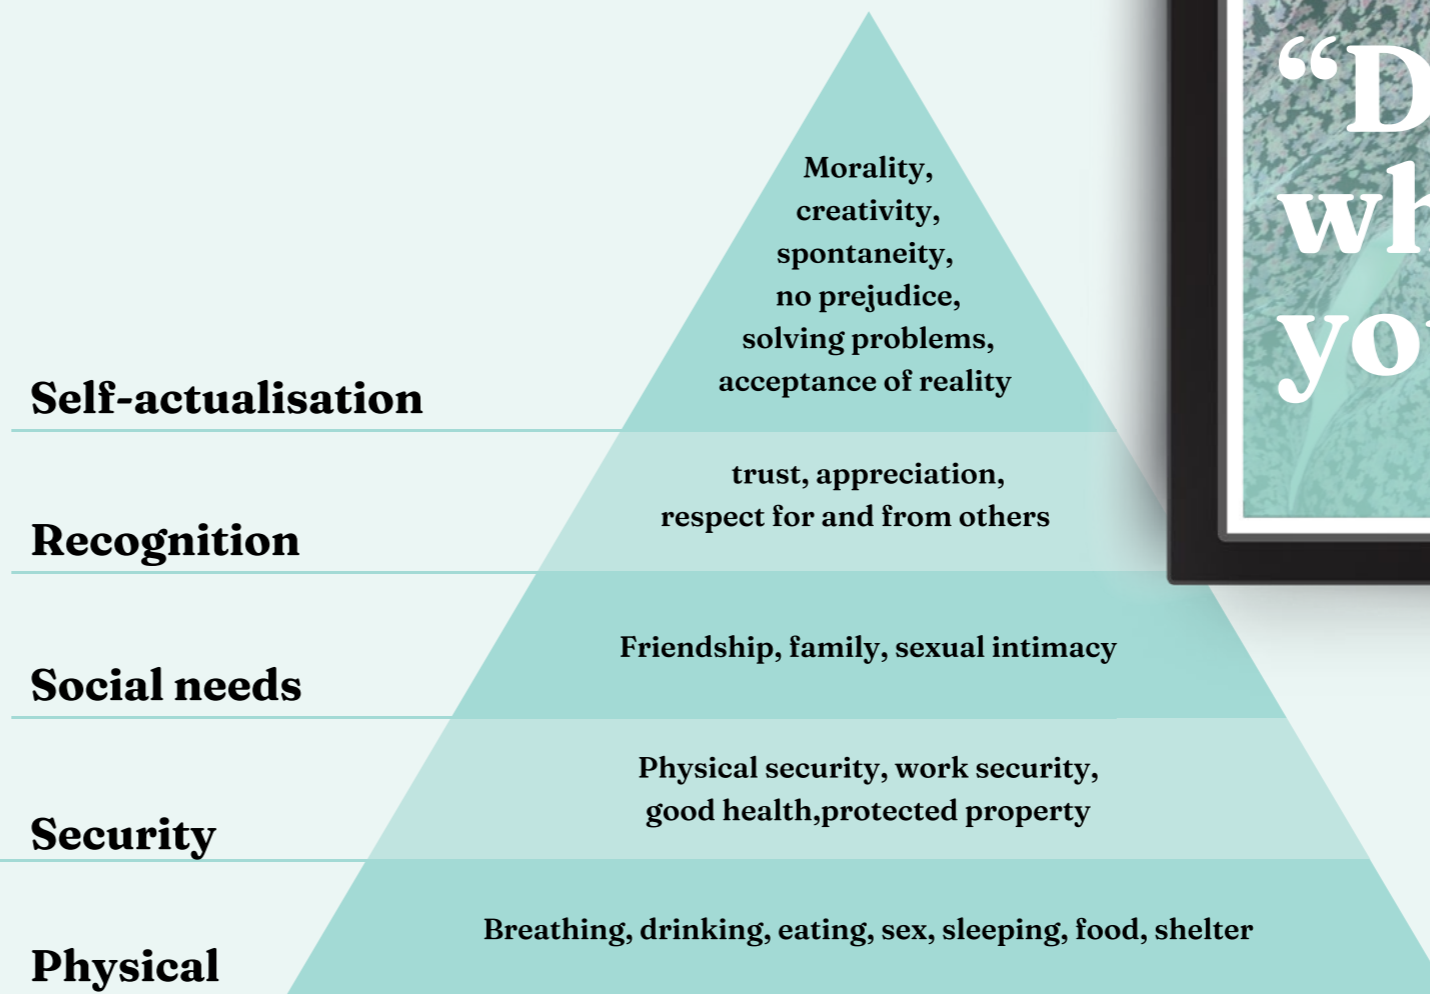 Morality,
creativity,
spontaneity,
no prejudice,
solving problems,
acceptance of reality
Self-actualisation
trust, appreciation,
respect for and from others
Recognition
Friendship, family, sexual intimacy
Social needs
Physical security, work security,
good health,protected property
Security
Breathing, drinking, eating, sex, sleeping, food, shelter
Physical